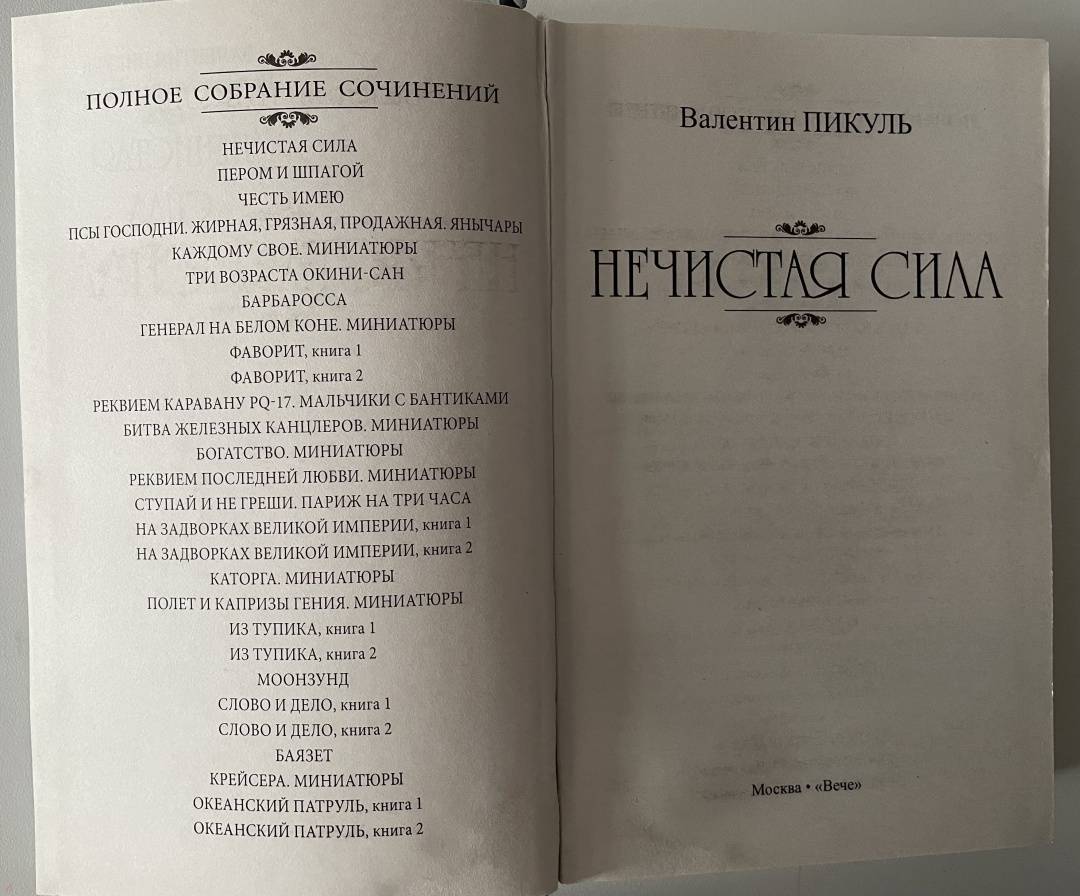 ПОЛНОЕ СОБРАНИЕ СОЧИНЕНИЙ
НЕЧИСТАЯ СИЛА
ПЕРОМ И ШПАГОЙ
ЧЕСТЬ ИМЕЮ
ПСЫ ГОСПОДНИ. ЖИРНАЯ, ГРЯЗНАЯ, ПРОДАЖНАЯ. ЯНЫЧАРЫ
КАЖДОМУ СВОЕ. МИНИАТЮРЫ
ТРИ ВОЗРАСТА ОКИНИ-САН
БАРБАРОССА
ГЕНЕРАЛ НА БЕЛОМ КОНЕ. МИНИАТЮРЫ
ФАВОРИТ, книга 1
ФАВОРИТ, книга 2
РЕКВИЕМ КАРАВАНУ PQ-17. МАЛЬЧИКИ С БАНТИКАМИ
БИТВА ЖЕЛЕЗНЫХ КАНЦЛЕРОВ. МИНИАТЮРЫ
БОГАТСТВО. МИНИАТЮРЫ
РЕКВИЕМ ПОСЛЕДНЕЙ ЛЮБВИ. МИНИАТЮРЫ
СТУПАЙ И НЕ ГРЕШИ. ПАРИЖ НА ТРИ ЧАСА
НА ЗАДВОРКАХ ВЕЛИКОЙ ИМПЕРИИ, книга 1
НА ЗАДВОРКАХ ВЕЛИКОЙ ИМПЕРИИ, книга 2
КАТОРГА. МИНИАТЮРЫ
ПОЛЕТ И КАПРИЗЫ ГЕНИЯ. МИНИАТЮРЫ
ИЗ ТУПИКА, книга 1
ИЗ ТУПИКА, книга 2
МООНЗУНД
СЛОВО И ДЕЛО, книга 1
СЛОВО И ДЕЛО, книга 2
БАЯЗЕТ
КРЕЙСЕРА. МИНИАТЮРЫ
ОКЕАНСКИЙ ПАТРУЛЬ, книга 1
ОКЕАНСКИЙ ПАТРУЛЬ, книга 2
Валентин ПИКУЛЬ
НЕЧИСТАЯ СИЛА
Москва • «Вече»